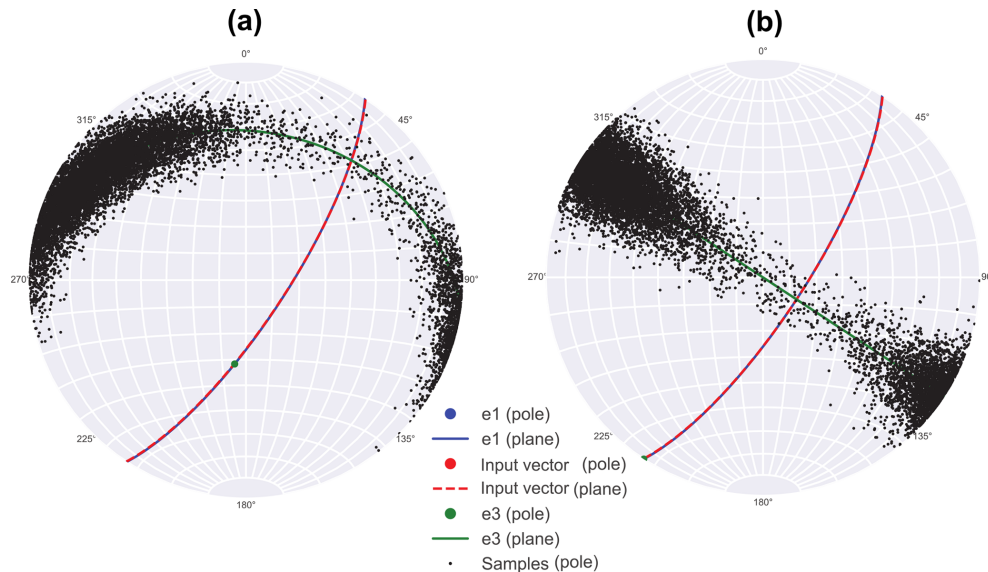 (a)
(b)
0°
0°
315°
45°
315°
45°
270°
90°
270°
90°
225°
135°
225°
135°
180°
180°
e1 (pole)
e1 (plane)
Input vector (pole)
Input vector (plane)
e3 (pole)
e3 (plane)
Samples (pole)